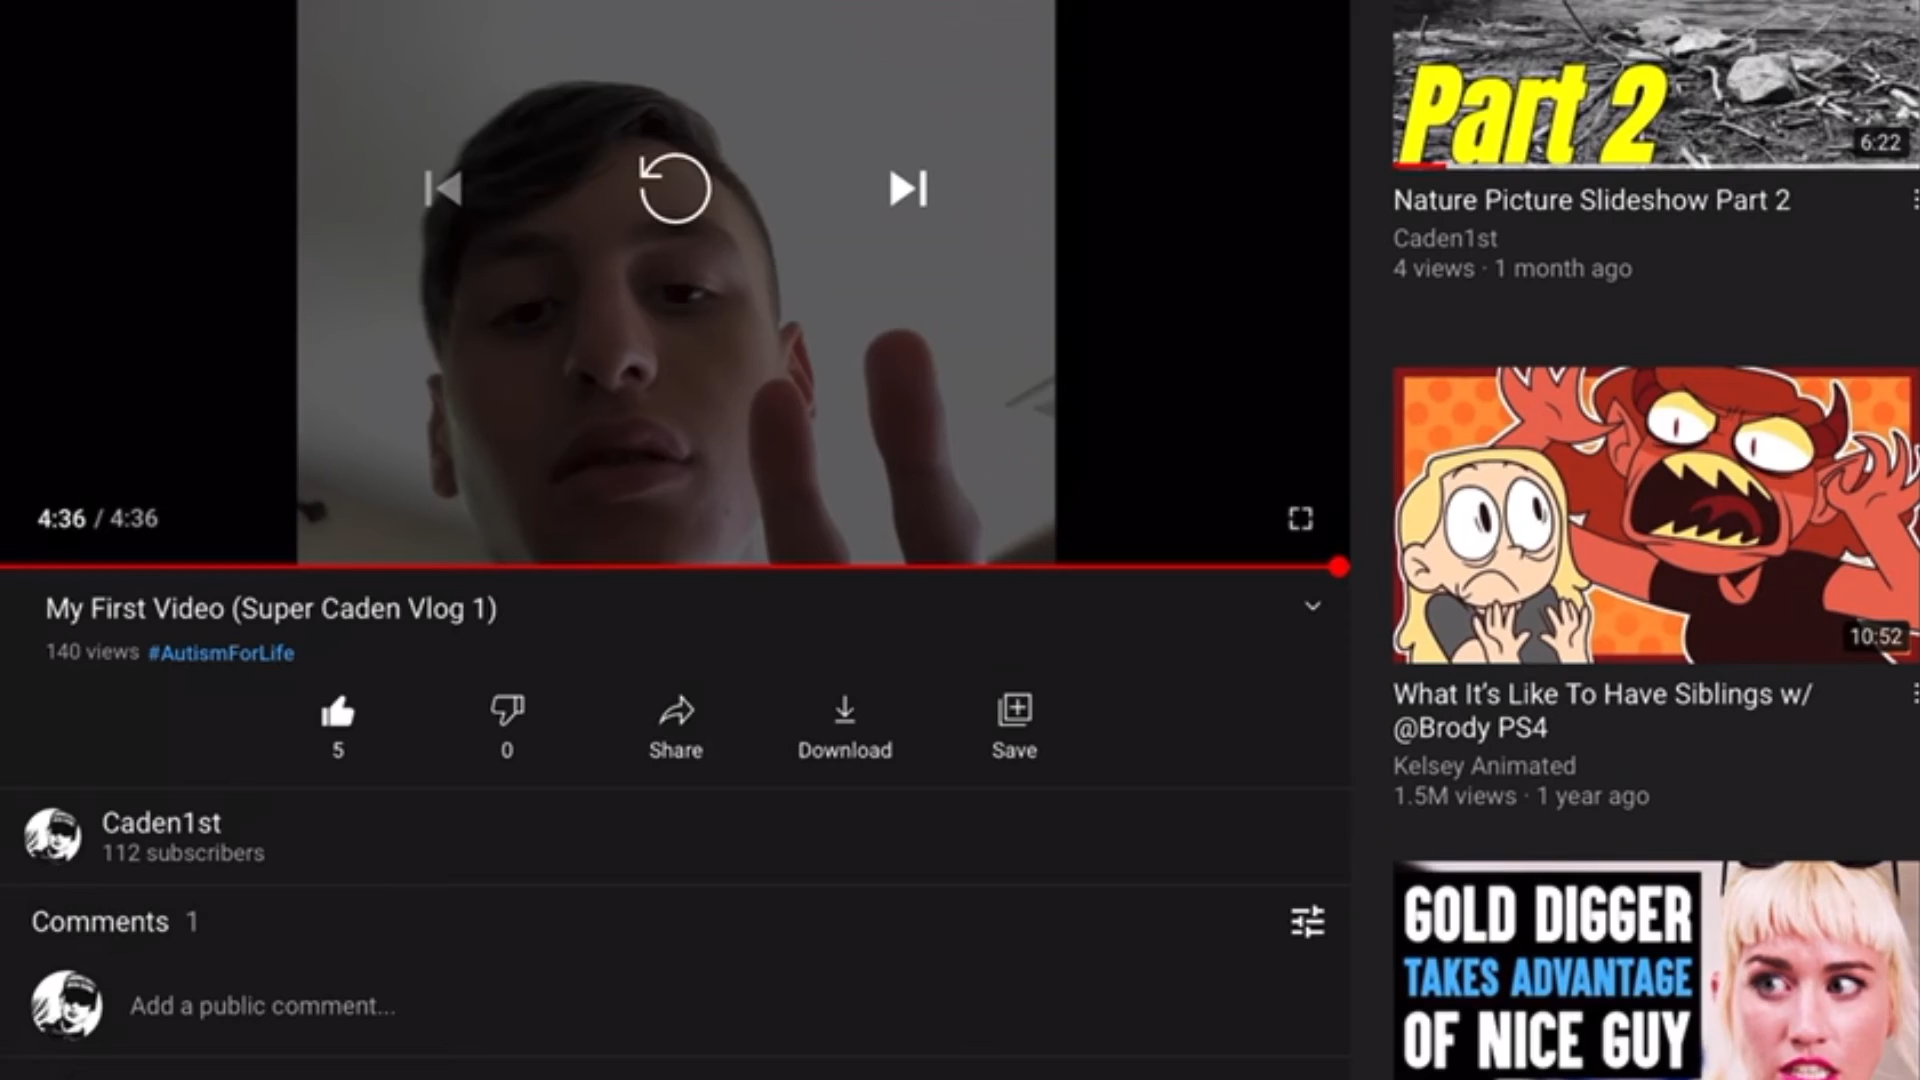 4:36 / 4:36
My First Video (Super Caden Vlog 1)
140 views #AutismForLife
5
0
Share
Download
Save
Caden1st
112 subscribers
Comments 1
Add a public comment...
Part 2
6:22
Nature Picture Slideshow Part 2
Caden1st
4 views · 1 month ago
10:52
What It's Like To Have Siblings w/
@Brody PS4
Kelsey Animated
1.5M views · 1 year ago
GOLD DIGGER
TAKES ADVANTAGE
OF NICE GUY